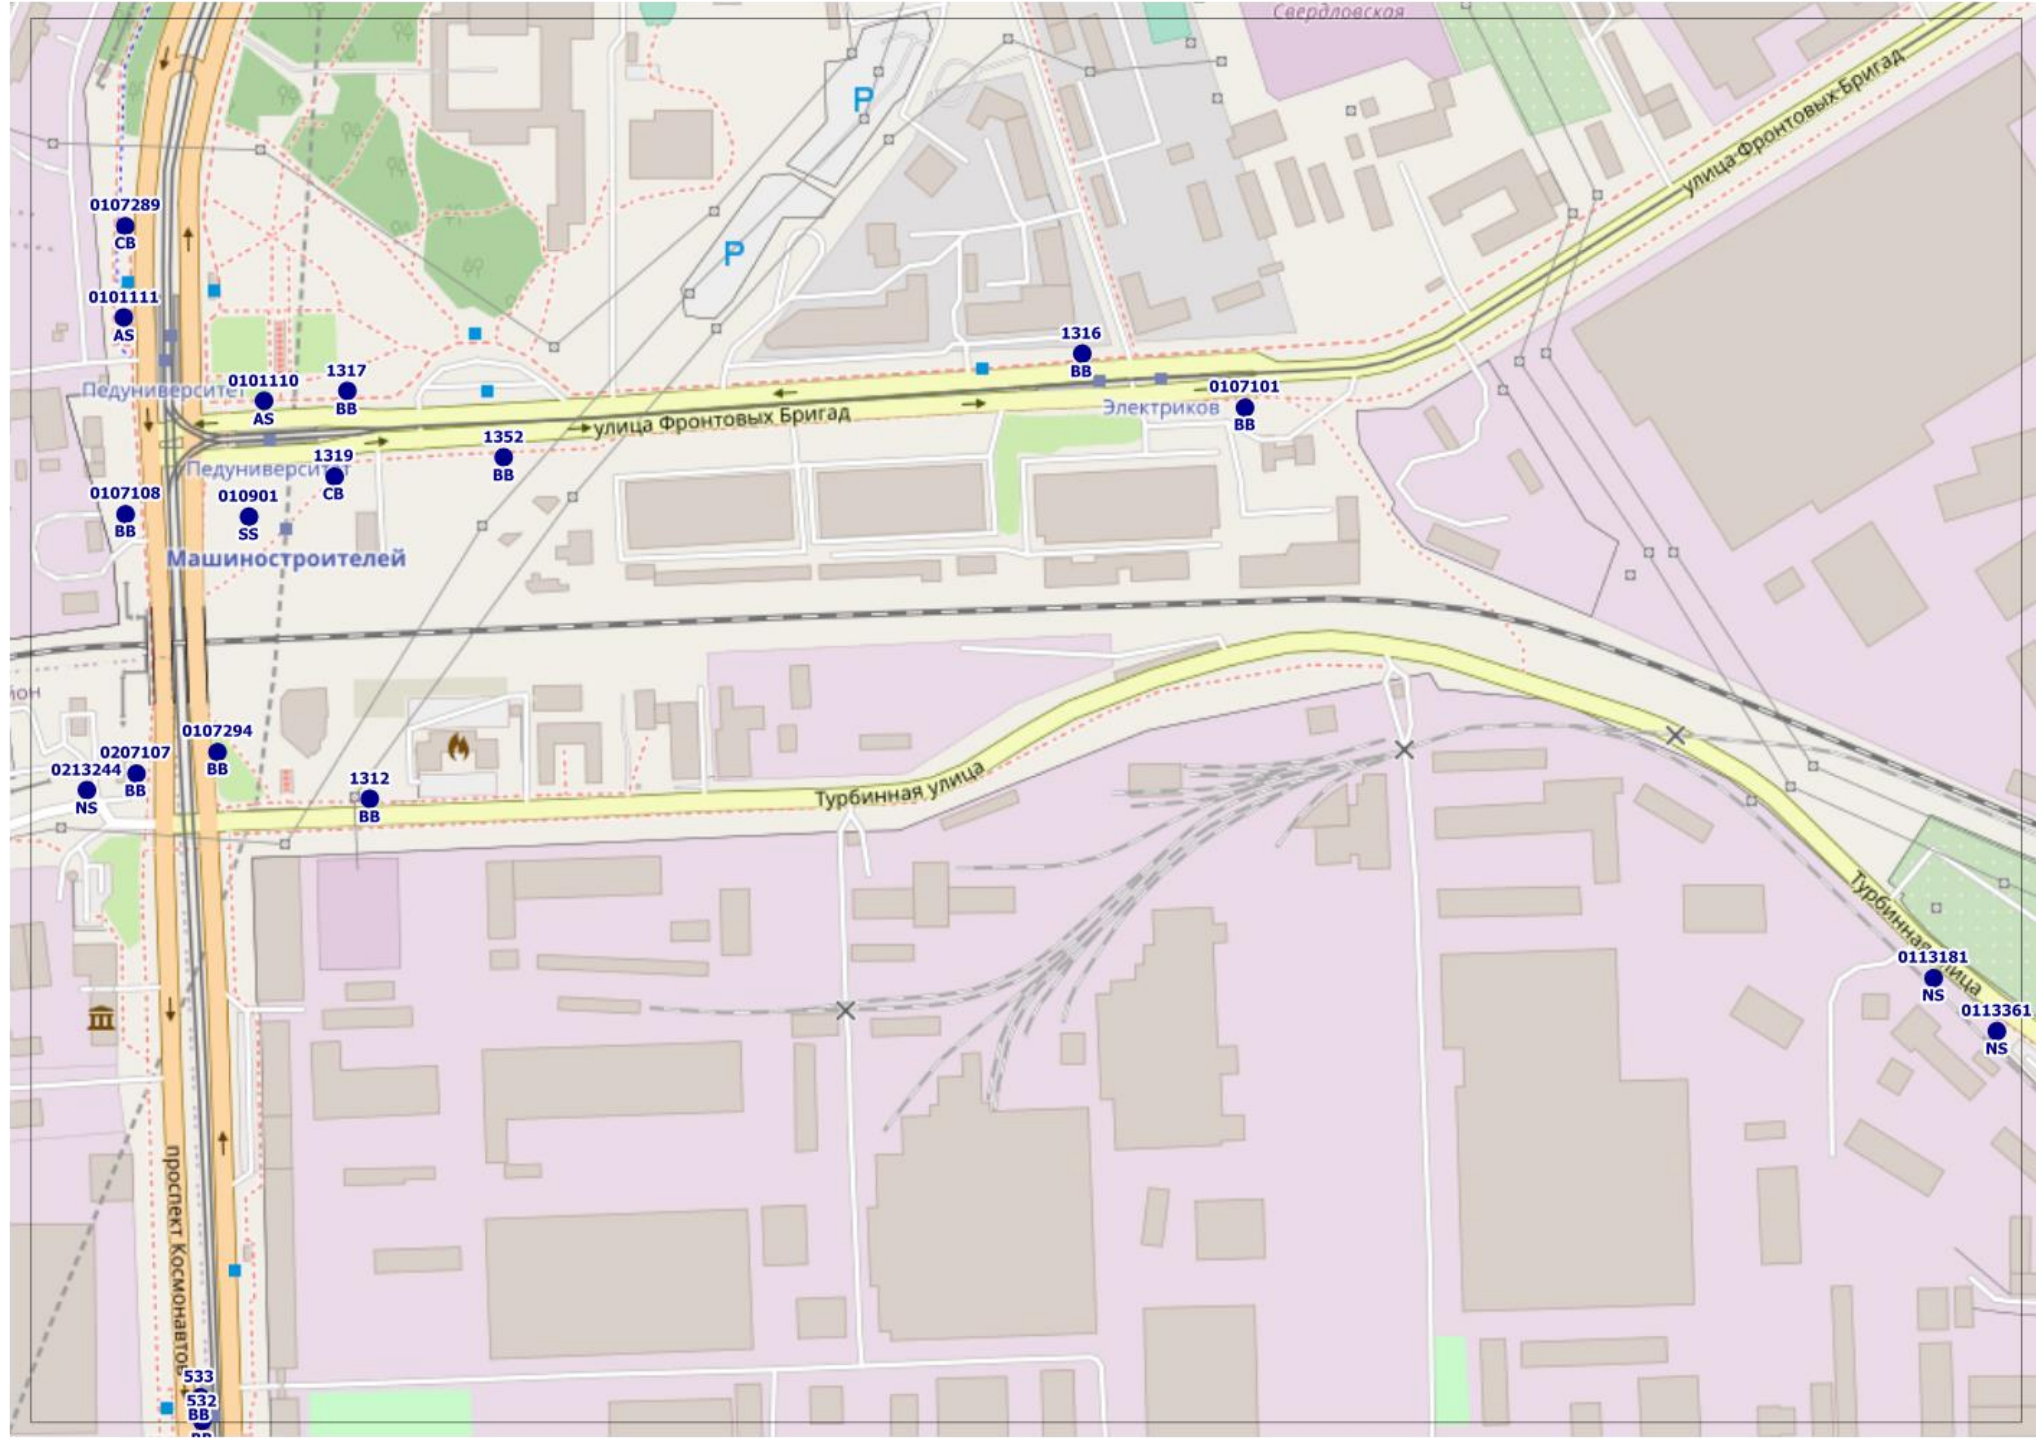 Свердловская
улица Фронтовых Бригад
P
P
0107289
CB
0101111
AS
Педуниверситет
0101110
AS
1317
BB
1316
BB
0107101
BB
Электриков
улица Фронтовых Бригад
1352
BB
1319
CB
Педуниверситет
0107108
BB
010901
SS
Машиностроителей
0107294
BB
0207107
BB
0213244
NS
1312
BB
Турбинная улица
Турбинная улица
0113181
NS
0113361
NS
проспект Космонавтов
533
532
BB
BB